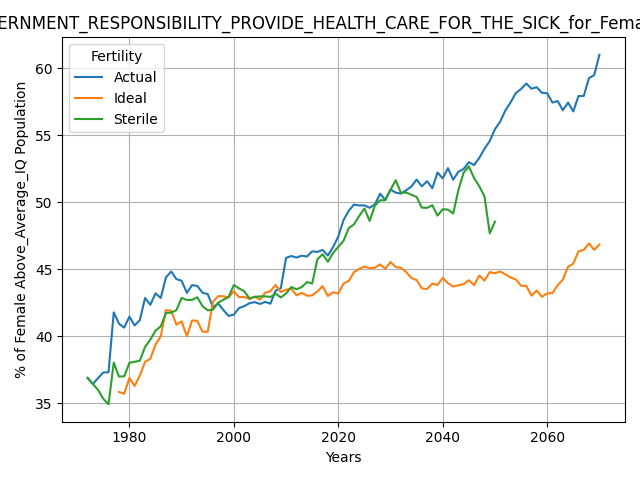 ERNMENT_RESPONSIBILITY_PROVIDE_HEALTH_CARE_FOR_THE_SICK_for_Fema
Fertility
Actual
Ideal
Sterile
% of Female Above_Average_IQ Population
60
55
50
45
40
35
1980 2000 2020 2040 2060
Years